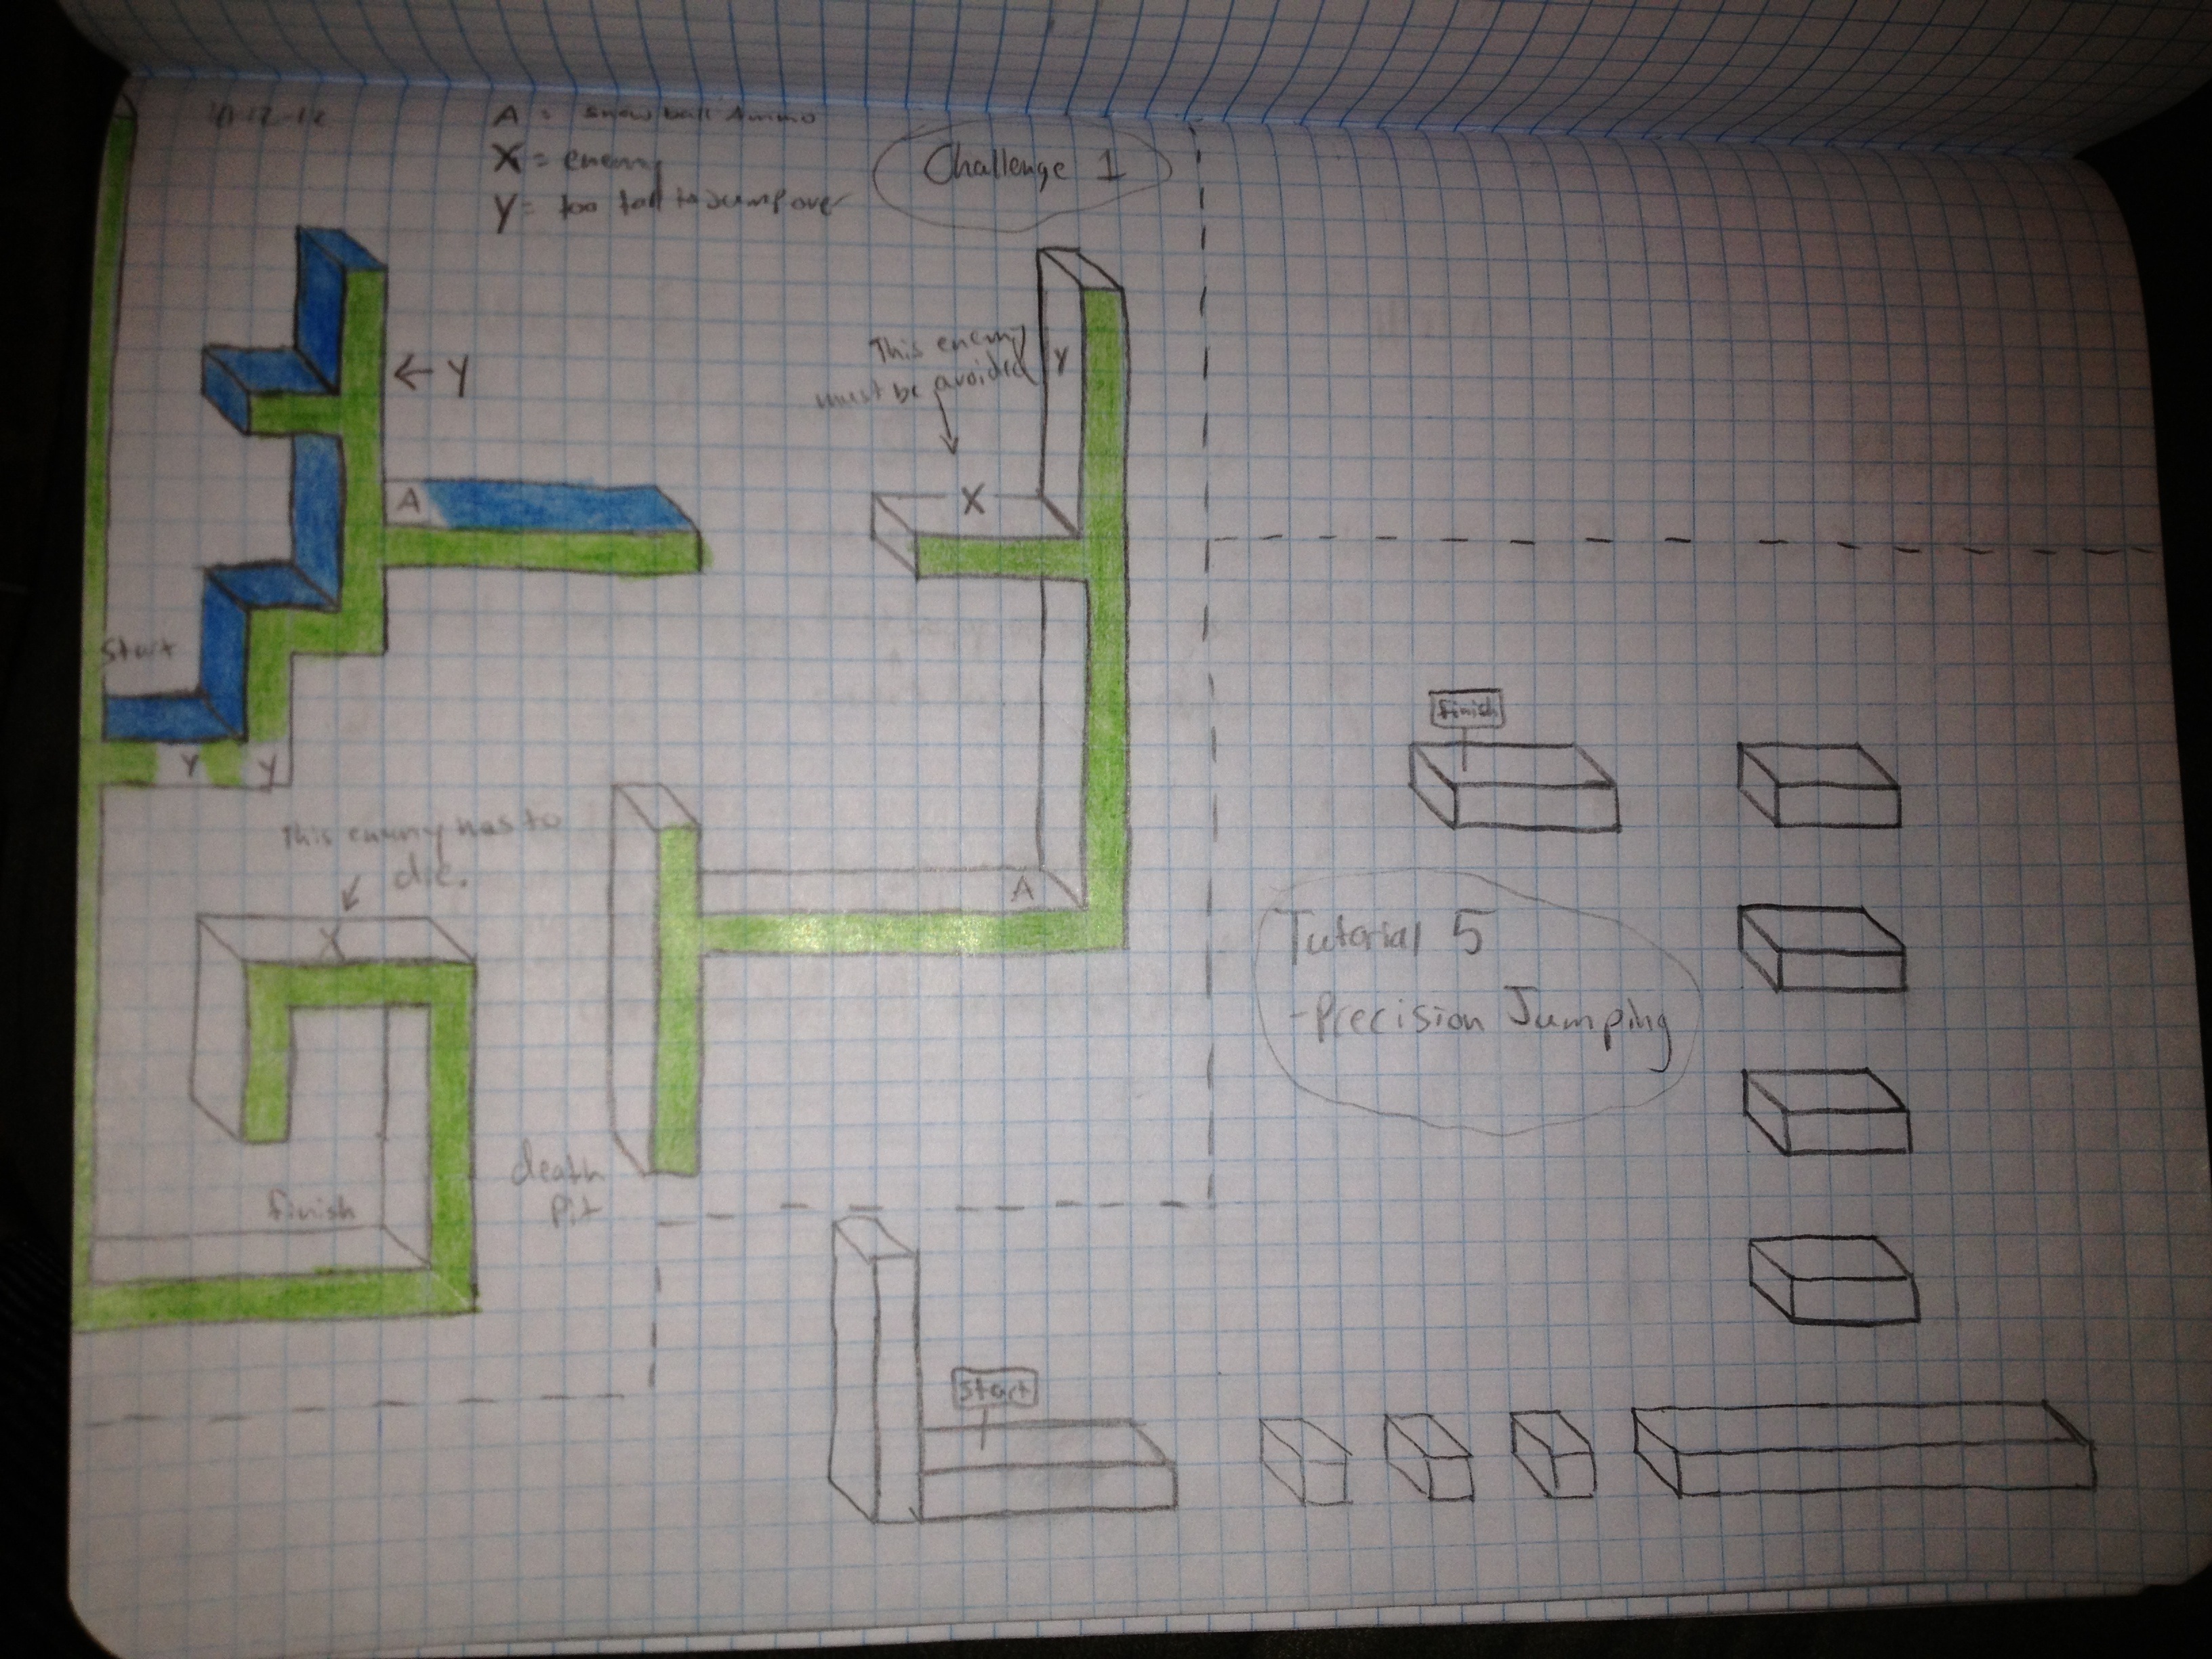 A = snowball Ammo
X = enemy
Y = too tall to Jump over
Challenge 1
This enemy
must be avoided
Y
← Y
A
X
Start
Y
Y
This enemy has to
die.
X
A
finish
death
Pit
finish
Tutorial 5
-Precision Jumping
Start